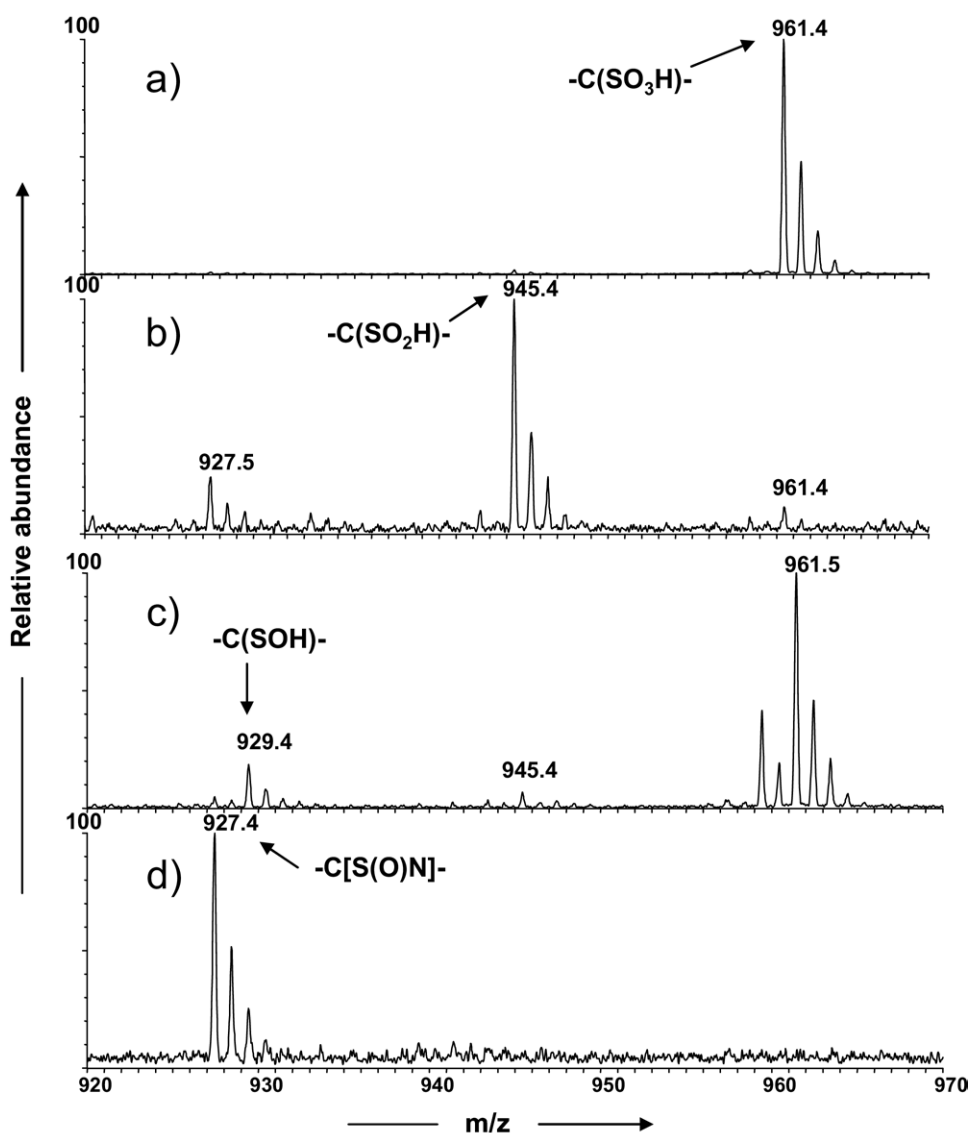 100
a)
-C(SO₃H)-
961.4
100
b)
-C(SO₂H)-
945.4
927.5
961.4
100
c)
-C(SOH)-
929.4
945.4
961.5
100
d)
927.4
-C[S(O)N]-
920 930 940 950 960 970
m/z
Relative abundance